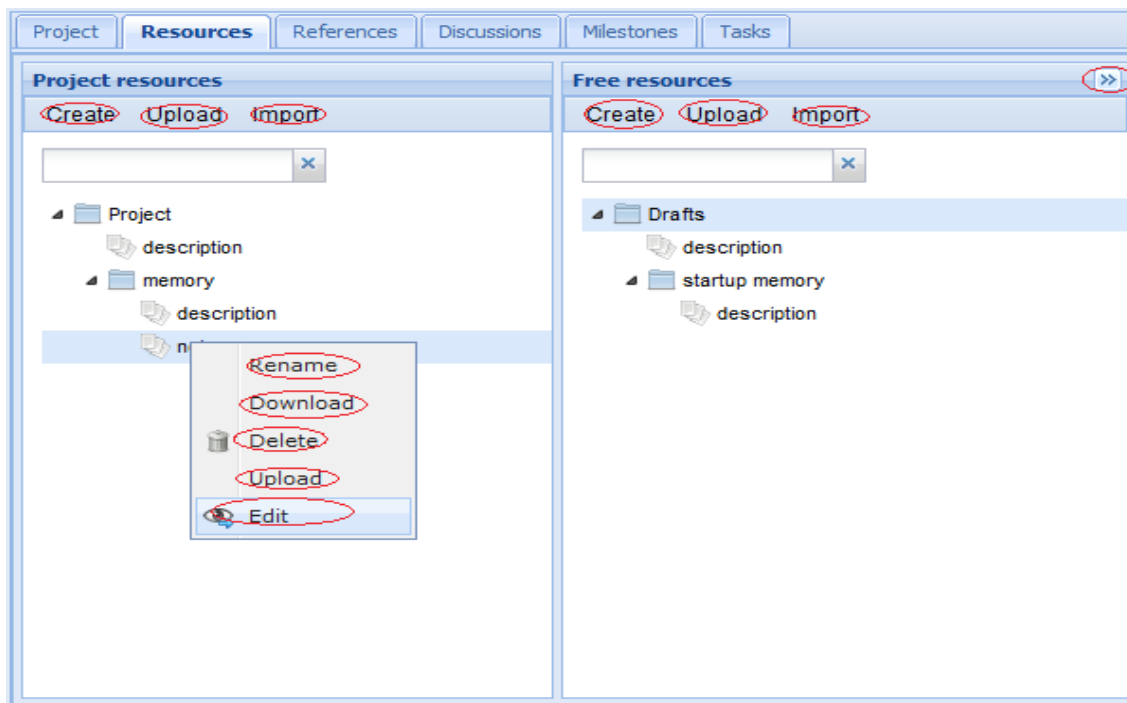 Project Resources References Discussions Milestones Tasks
Project resources
Create Upload Import
Project
description
memory
description
Rename
Download
Delete
Upload
Edit
Free resources
Create Upload Import
Drafts
description
startup memory
description